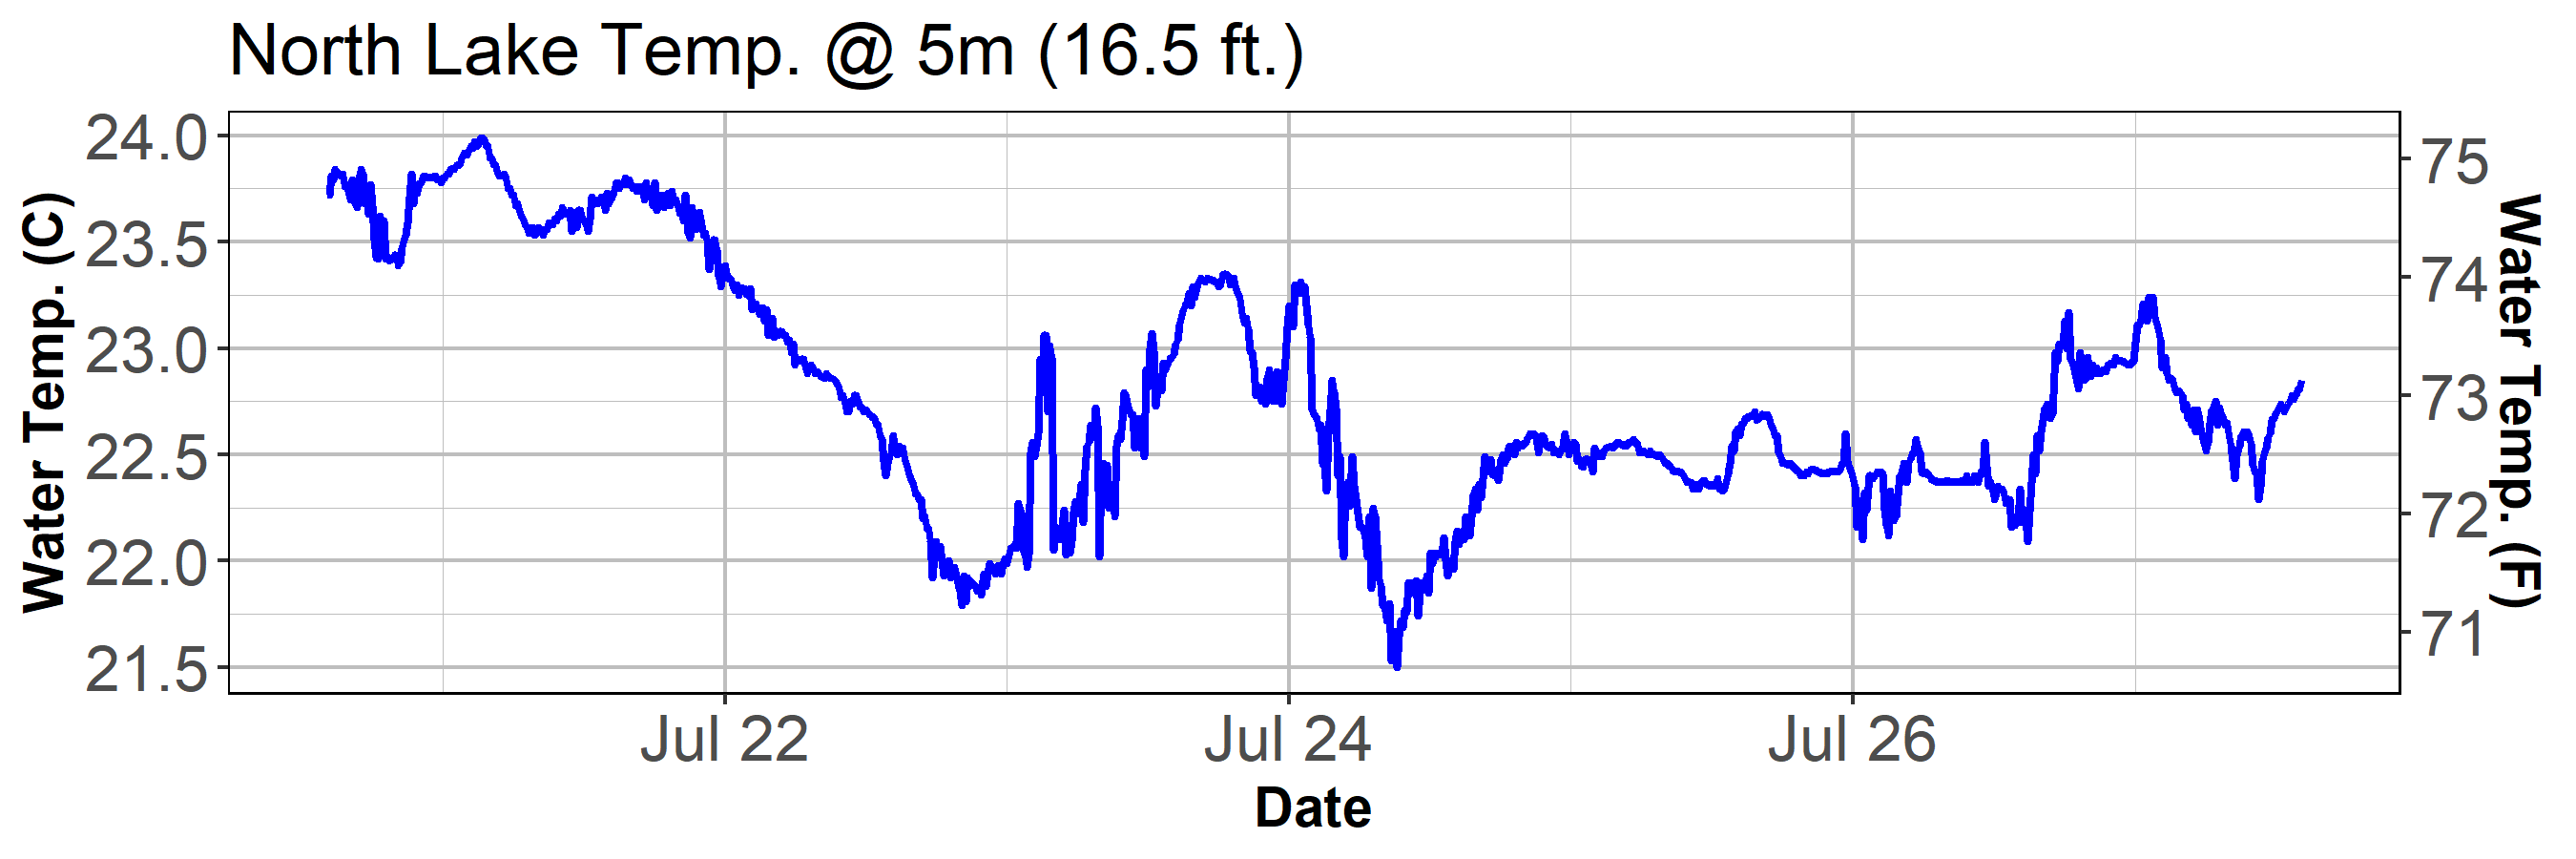 North Lake Temp. @ 5m (16.5 ft.)
Water Temp. (C)
24.0
23.5
23.0
22.5
22.0
21.5
75
74
73
72
71
Water Temp. (F)
Jul 22
Jul 24
Jul 26
Date